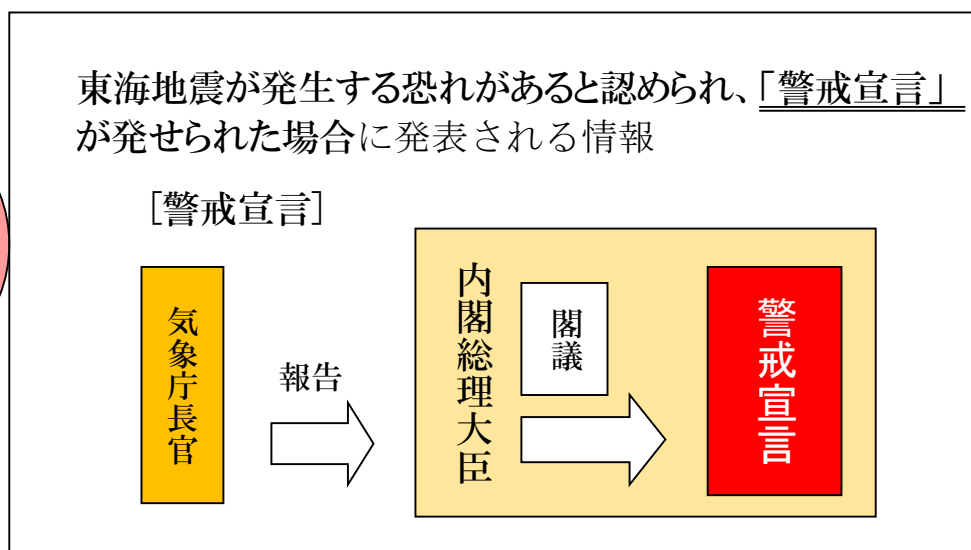 東海地震が発生する恐れがあると認められ、「警戒宣言」
が発せられた場合に発表される情報
[警戒宣言]
気象庁長官
報告
内閣総理大臣
閣議
警戒宣言